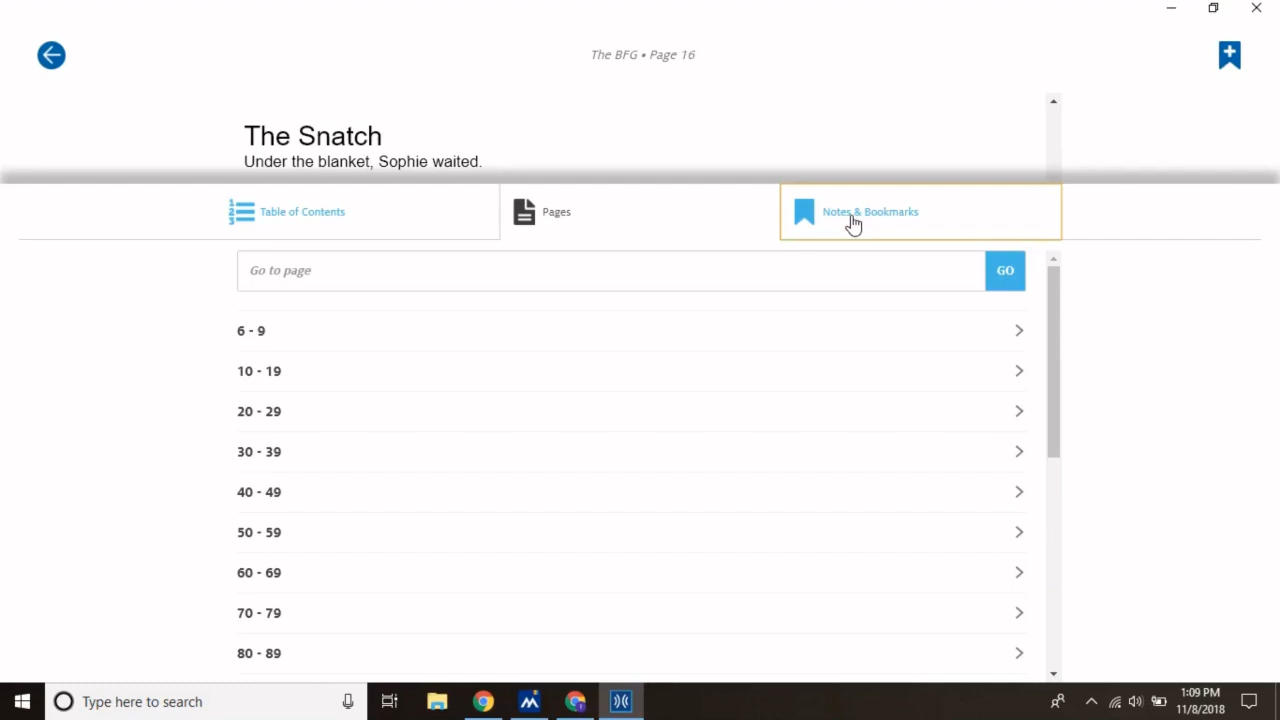 The BFG • Page 16
The Snatch
Under the blanket, Sophie waited.
Table of Contents
Pages
Notes & Bookmarks
Go to page
GO
6 - 9
10 - 19
20 - 29
30 - 39
40 - 49
50 - 59
60 - 69
70 - 79
80 - 89
Type here to search
1:09 PM
11/8/2018